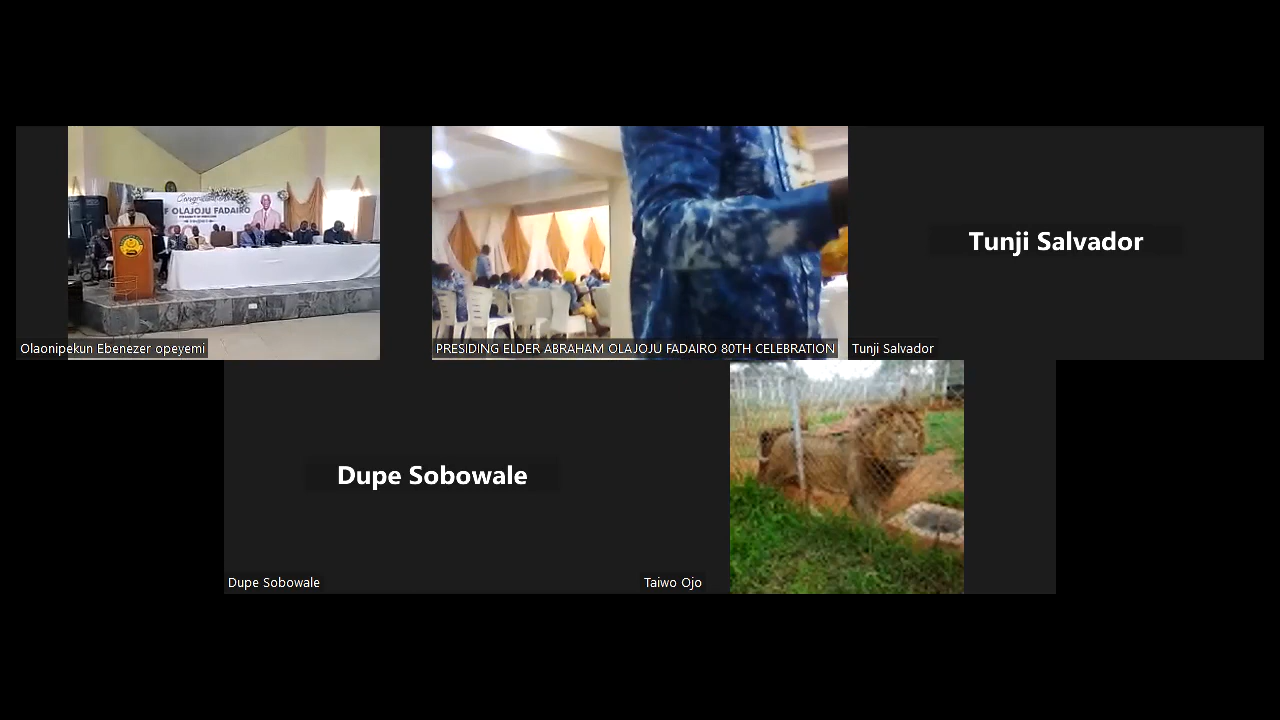 OLAJOJU FADAIRO
Olaonipekun Ebenezer opeyemi
PRESIDING ELDER ABRAHAM OLAJOJU FADAIRO 80TH CELEBRATION
Tunji Salvador
Tunji Salvador
Dupe Sobowale
Dupe Sobowale
Taiwo Ojo